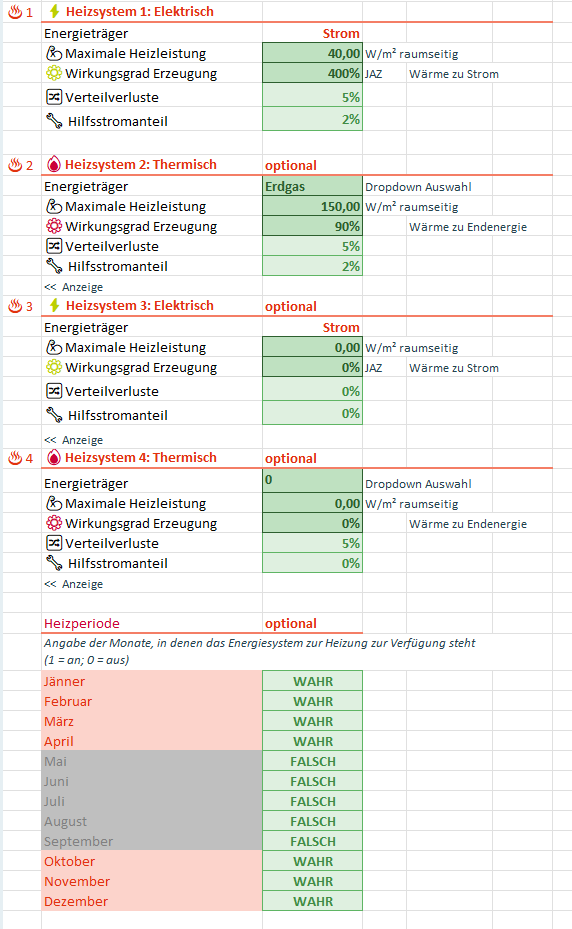 1 Heizsystem 1: Elektrisch
Energieträger Strom
Maximale Heizleistung 40,00 W/m² raumseitig
Wirkungsgrad Erzeugung 400% JAZ Wärme zu Strom
Verteilverluste 5%
Hilfsstromanteil 2%
2 Heizsystem 2: Thermisch optional
Energieträger Erdgas Dropdown Auswahl
Maximale Heizleistung 150,00 W/m² raumseitig
Wirkungsgrad Erzeugung 90% Wärme zu Endenergie
Verteilverluste 5%
Hilfsstromanteil 2%
<< Anzeige
3 Heizsystem 3: Elektrisch optional
Energieträger Strom
Maximale Heizleistung 0,00 W/m² raumseitig
Wirkungsgrad Erzeugung 0% JAZ Wärme zu Strom
Verteilverluste 0%
Hilfsstromanteil 0%
<< Anzeige
4 Heizsystem 4: Thermisch optional
Energieträger 0 Dropdown Auswahl
Maximale Heizleistung 0,00 W/m² raumseitig
Wirkungsgrad Erzeugung 0% Wärme zu Endenergie
Verteilverluste 5%
Hilfsstromanteil 0%
<< Anzeige
Heizperiode optional
Angabe der Monate, in denen das Energiesystem zur Heizung zur Verfügung steht
(1 = an; 0 = aus)
Jänner WAHR
Februar WAHR
März WAHR
April WAHR
Mai FALSCH
Juni FALSCH
Juli FALSCH
August FALSCH
September FALSCH
Oktober WAHR
November WAHR
Dezember WAHR